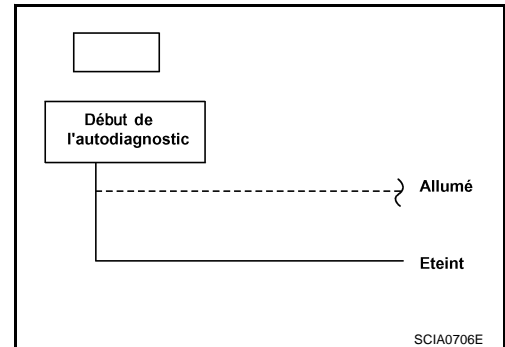 Début de
l'autodiagnostic
Allumé
Eteint
SCIA0706E